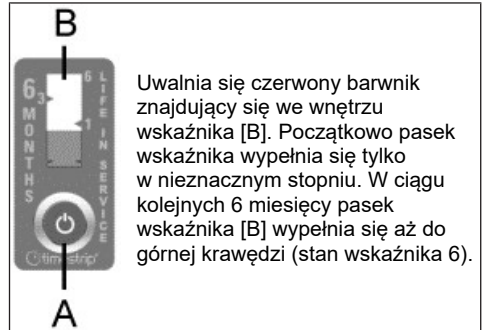 B
6
6
3
1
MONTHS
LIFE IN SERVICE
timestrip
A
Uwalnia się czerwony barwnik
znajdujący się we wnętrzu
wskaźnika [B]. Początkowo pasek
wskaźnika wypełnia się tylko
w nieznacznym stopniu. W ciągu
kolejnych 6 miesięcy pasek
wskaźnika [B] wypełnia się aż do
górnej krawędzi (stan wskaźnika 6).